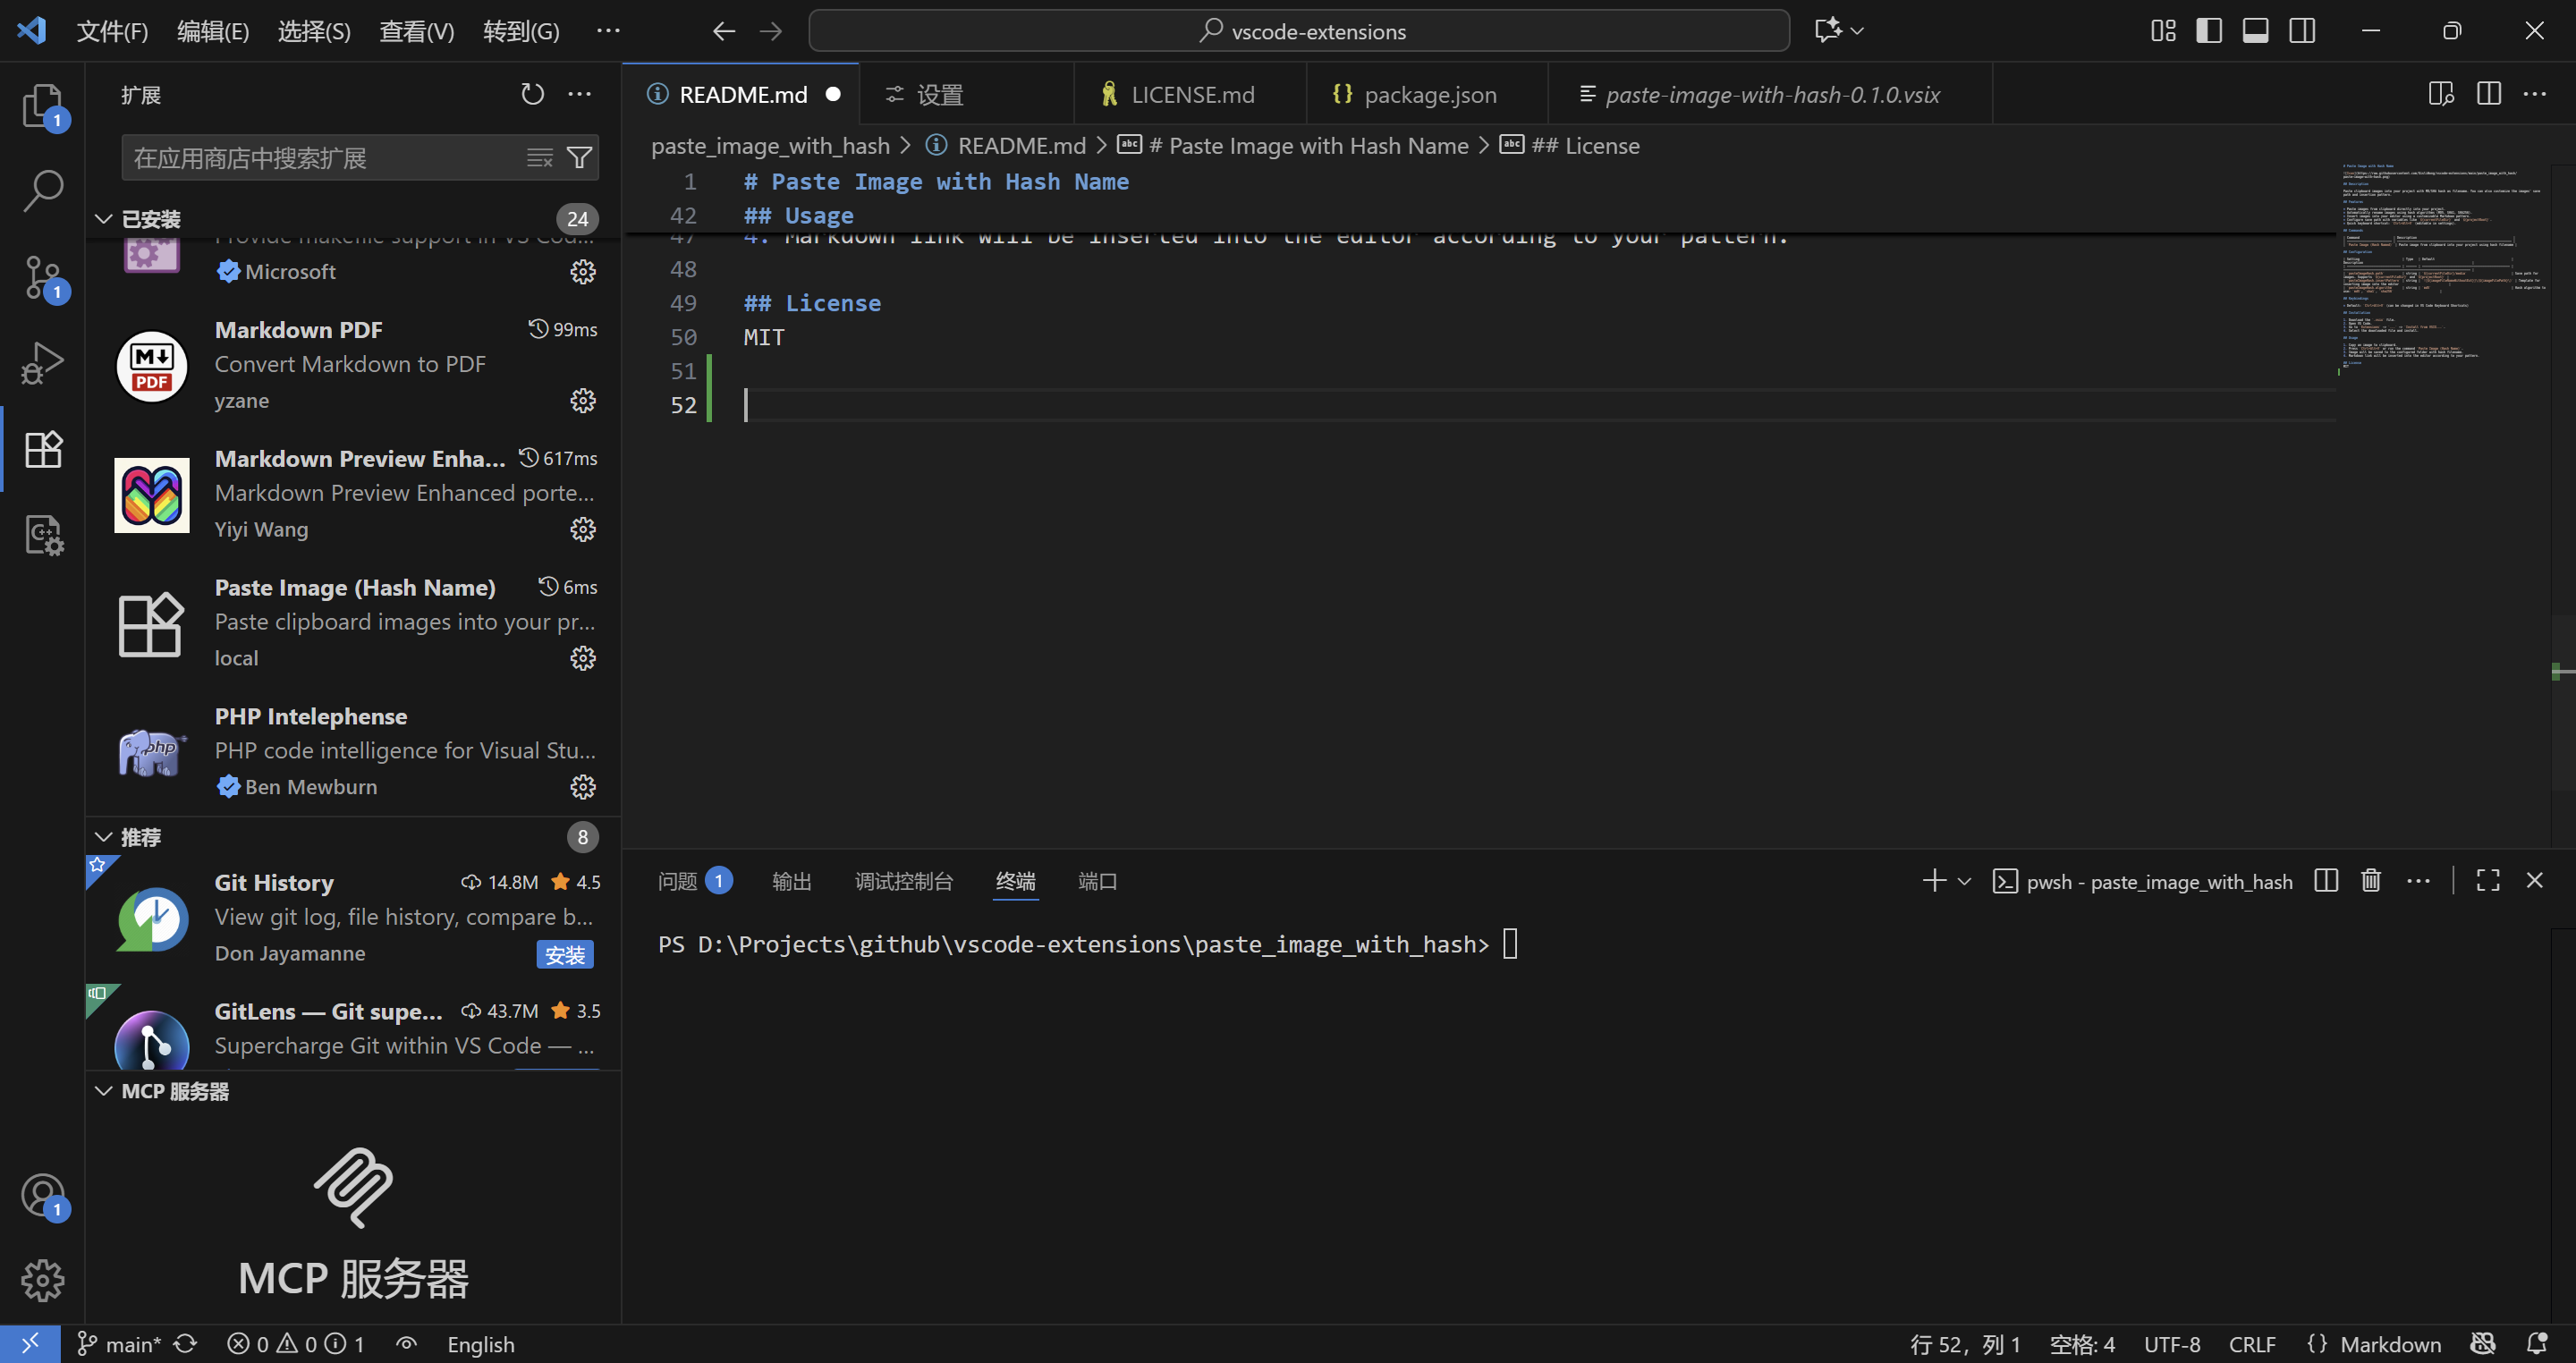 文件(F) 编辑(E) 选择(S) 查看(V) 转到(G) ··· vscode-extensions
扩展
在应用商店中搜索扩展
已安装 24
Provide makefile support in VS Cod...
Microsoft
Markdown PDF 99ms
Convert Markdown to PDF
yzane
Markdown Preview Enha... 617ms
Markdown Preview Enhanced porte...
Yiyi Wang
Paste Image (Hash Name) 6ms
Paste clipboard images into your pr...
local
PHP Intelephense
PHP code intelligence for Visual Stu...
Ben Mewburn
推荐 8
Git History 14.8M 4.5
View git log, file history, compare b...
Don Jayamanne 安装
GitLens — Git supe... 43.7M 3.5
Supercharge Git within VS Code — ...
MCP 服务器
MCP 服务器
README.md 设置 LICENSE.md package.json paste-image-with-hash-0.1.0.vsix
paste_image_with_hash > README.md > # Paste Image with Hash Name > ## License
1 # Paste Image with Hash Name
42 ## Usage
47 4. Markdown link will be inserted into the editor according to your pattern.
48
49 ## License
50 MIT
51
52
问题 1 输出 调试控制台 终端 端口 pwsh - paste_image_with_hash
PS D:\Projects\github\vscode-extensions\paste_image_with_hash>
main* 0 0 1 English 行 52，列 1 空格: 4 UTF-8 CRLF {} Markdown